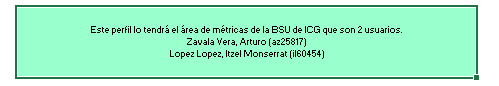 Este perfil lo tendrá el área de métricas de la BSU de ICG que son 2 usuarios.
Zavala Vera, Arturo (az25817)
Lopez Lopez, Itzel Monserrat (il60454)